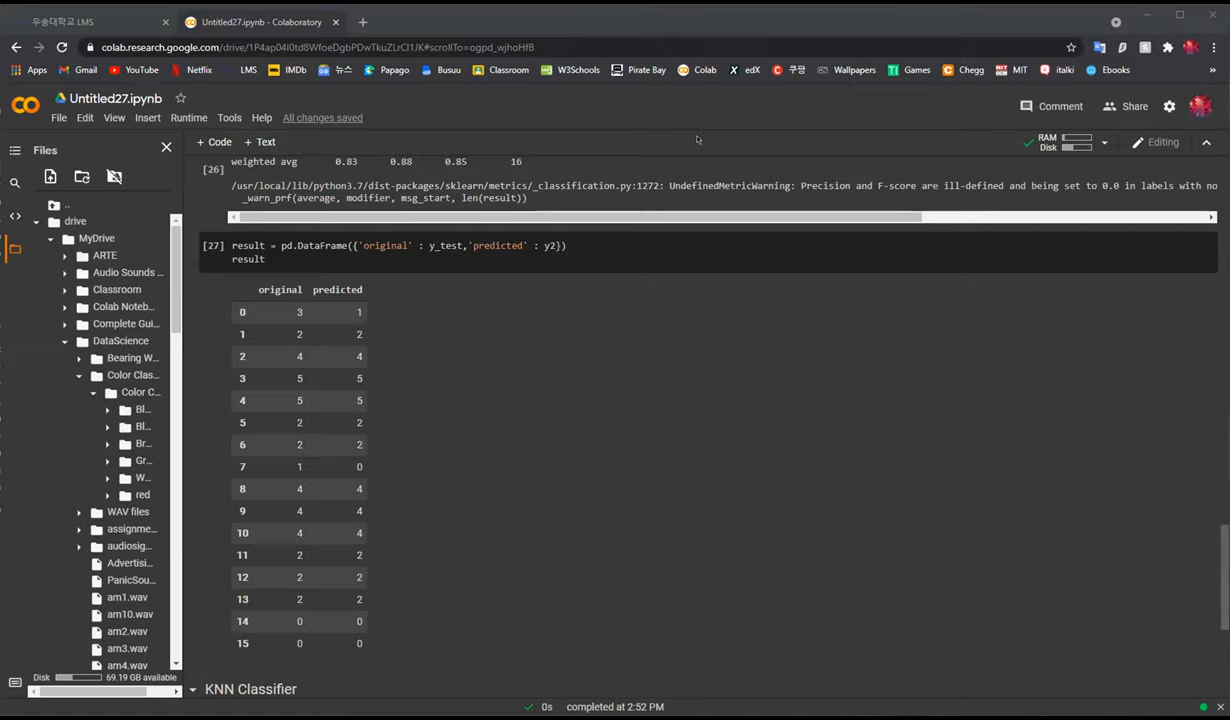 우송대학교 LMS
Untitled27.ipynb - Colaboratory
Apps Gmail YouTube Netflix LMS IMDb 뉴스 Papago Busuu Classroom W3Schools Pirate Bay Colab edX 쿠팡 Wallpapers Games Chegg MIT italki Ebooks
Untitled27.ipynb
Comment Share
File Edit View Insert Runtime Tools Help All changes saved
Files
+ Code + Text
RAM
Disk
Editing
..
drive
MyDrive
ARTE
Audio Sounds ...
Classroom
Colab Noteb...
Complete Gui...
DataScience
Bearing W...
Color Clas...
Color C...
Bl...
Bl...
Br...
Gr...
W...
red
WAV files
assignme...
audiosig...
Advertisi...
PanicSou...
am1.wav
am10.wav
am2.wav
am3.wav
am4.wav
Disk 69.19 GB available
weighted avg 0.83 0.88 0.85 16
[26]
/usr/local/lib/python3.7/dist-packages/sklearn/metrics/_classification.py:1272: UndefinedMetricWarning: Precision and F-score are ill-defined and being set to 0.0 in labels with no
_warn_prf(average, modifier, msg_start, len(result))
[27] result = pd.DataFrame({'original' : y_test,'predicted' : y2})
result
original predicted
0 3 1
1 2 2
2 4 4
3 5 5
4 5 5
5 2 2
6 2 2
7 1 0
8 4 4
9 4 4
10 4 4
11 2 2
12 2 2
13 2 2
14 0 0
15 0 0
KNN Classifier
0s completed at 2:52 PM